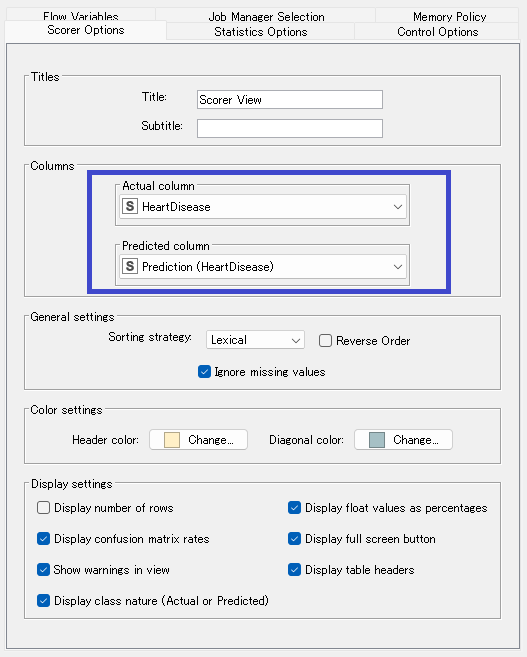 Flow Variables Job Manager Selection Memory Policy
Scorer Options Statistics Options Control Options
Titles
Title: Scorer View
Subtitle:
Columns
Actual column
S HeartDisease
Predicted column
S Prediction (HeartDisease)
General settings
Sorting strategy: Lexical Reverse Order
Ignore missing values
Color settings
Header color: Change... Diagonal color: Change...
Display settings
Display number of rows Display float values as percentages
Display confusion matrix rates Display full screen button
Show warnings in view Display table headers
Display class nature (Actual or Predicted)